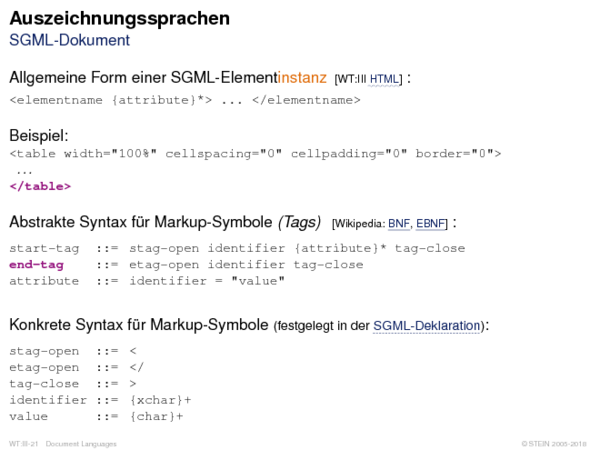 Auszeichnungssprachen
SGML-Dokument
Allgemeine Form einer SGML-Elementinstanz [WT:III HTML] :
<elementname {attribute}*> ... </elementname>
Beispiel:
<table width="100%" cellspacing="0" cellpadding="0" border="0">
...
</table>
Abstrakte Syntax für Markup-Symbole (Tags) [Wikipedia: BNF, EBNF] :
start-tag ::= stag-open identifier {attribute}* tag-close
end-tag ::= etag-open identifier tag-close
attribute ::= identifier = "value"
Konkrete Syntax für Markup-Symbole (festgelegt in der SGML-Deklaration):
stag-open ::= <
etag-open ::= </
tag-close ::= >
identifier ::= {xchar}+
value ::= {char}+
WT:III-21 Document Languages © STEIN 2005-2018